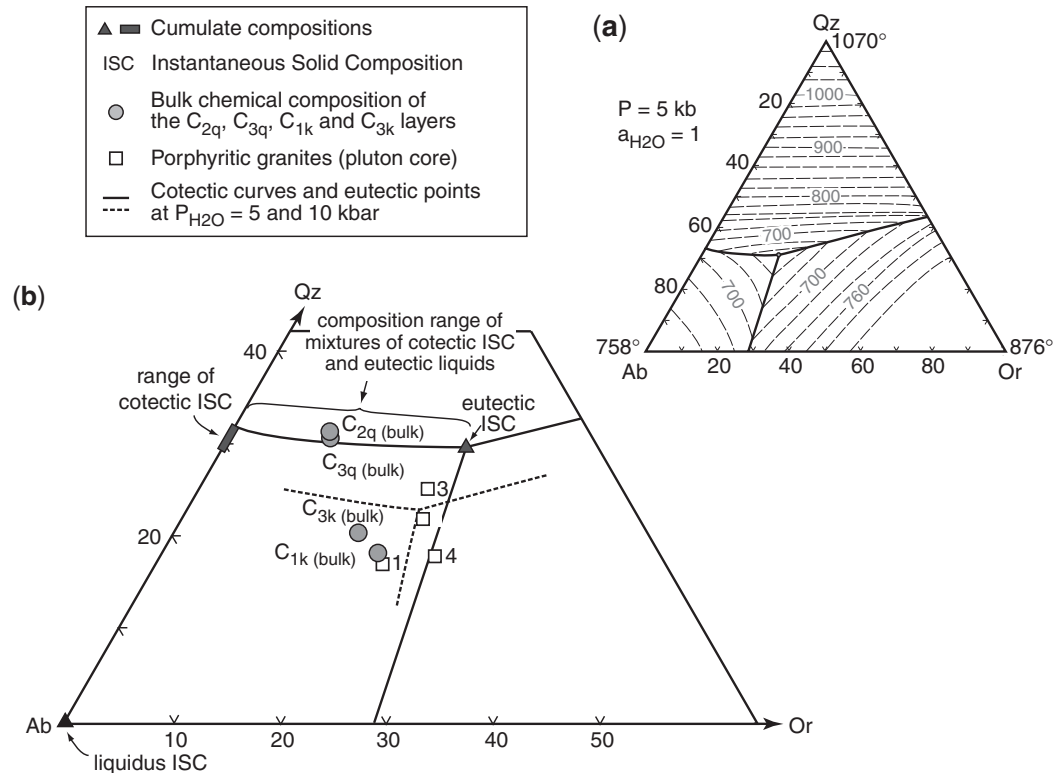 Cumulate compositions
ISC Instantaneous Solid Composition
Bulk chemical composition of
the C2q, C3q, C1k and C3k layers
Porphyritic granites (pluton core)
Cotectic curves and eutectic points
at PH2O = 5 and 10 kbar
(a)
Qz
1070°
P = 5 kb
aH2O = 1
20
40
60
80
1000
900
800
700
700
700
760
758°
876°
Ab
20
40
60
80
Or
(b)
Qz
composition range of
mixtures of cotectic ISC
and eutectic liquids
40
range of
cotectic ISC
eutectic
ISC
C2q (bulk)
C3q (bulk)
3
C3k (bulk)
20
C1k (bulk)
1
4
Ab
Or
10
20
30
40
50
liquidus ISC